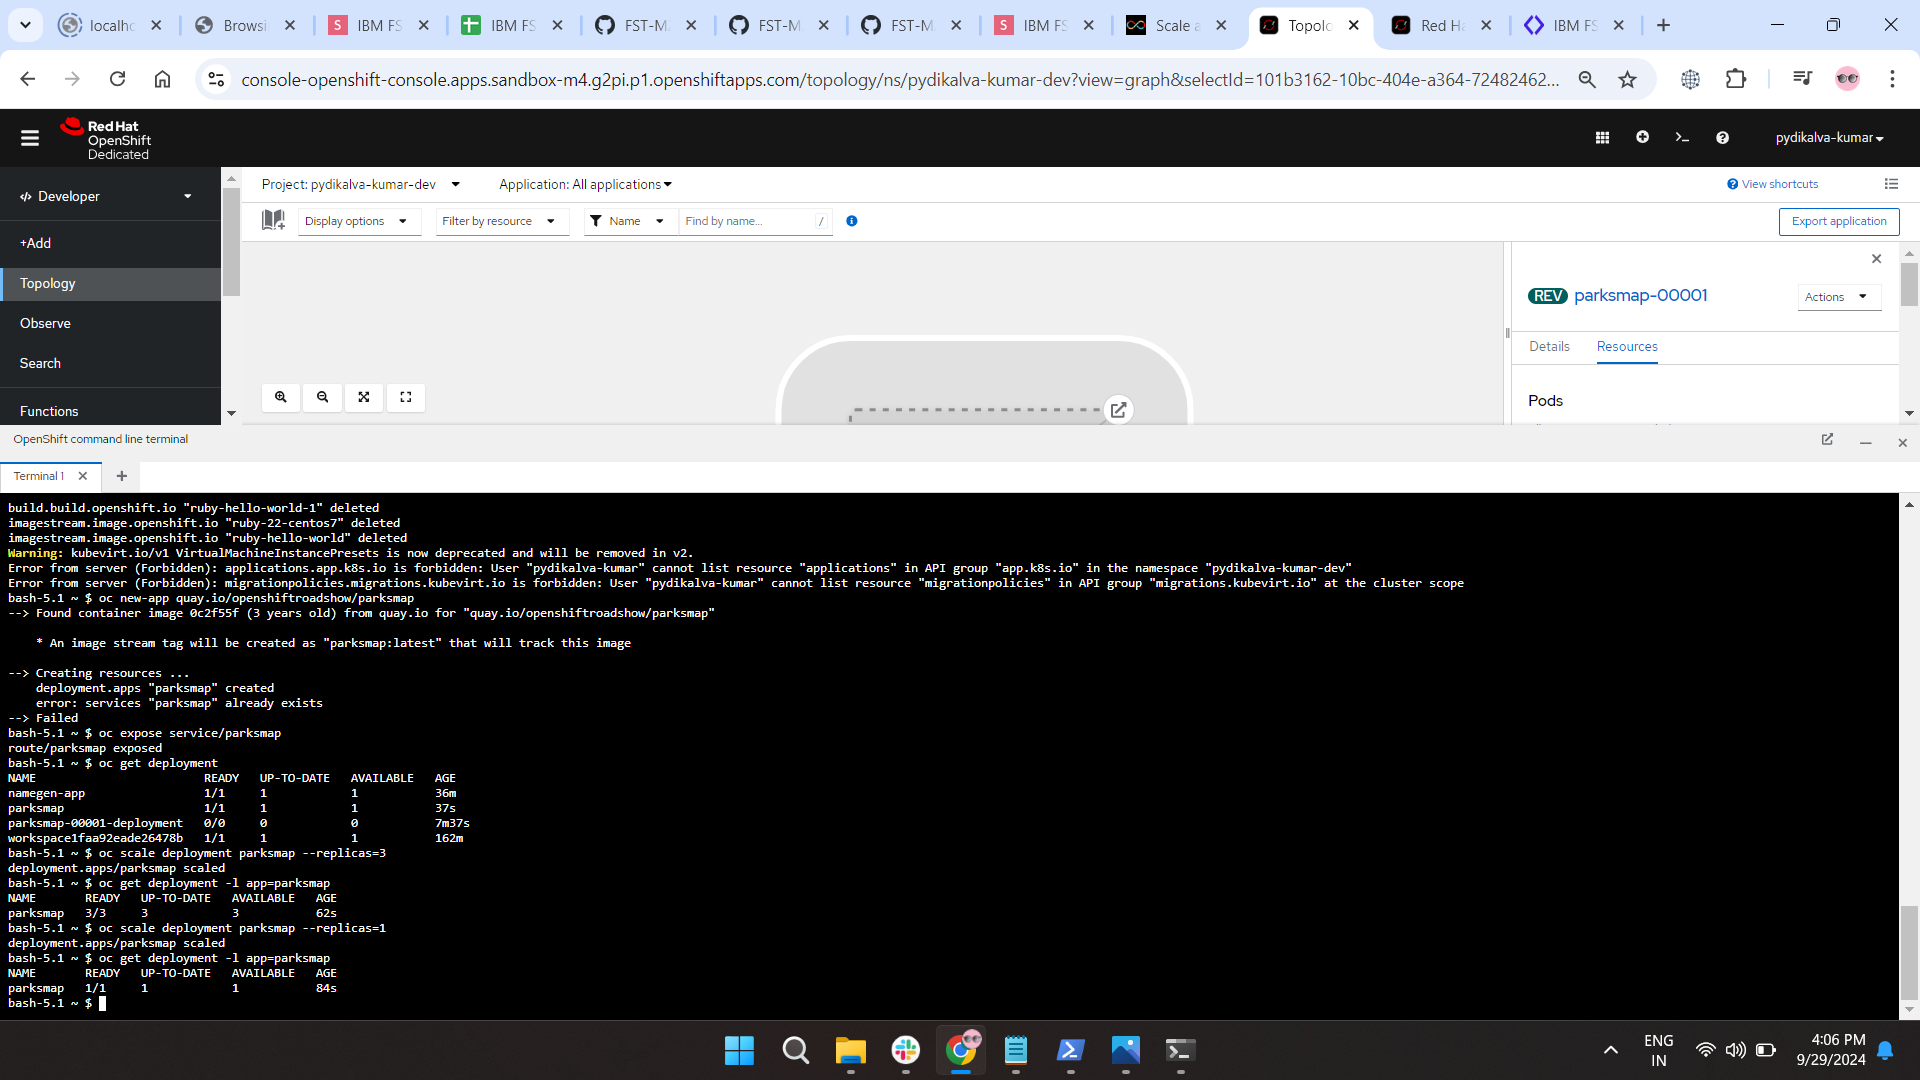 localhc
Browsi
IBM FS
IBM FS
FST-M
FST-M
FST-M
IBM FS
Scale a
Topolo
Red Ha
IBM FS
console-openshift-console.apps.sandbox-m4.g2pi.p1.openshiftapps.com/topology/ns/pydikalva-kumar-dev?view=graph&selectId=101b3162-10bc-404e-a364-72482462...
Red Hat
OpenShift
Dedicated
pydikalva-kumar
Developer
Project: pydikalva-kumar-dev
Application: All applications
View shortcuts
Display options
Filter by resource
Name
Find by name...
/
Export application
+Add
Topology
Observe
Search
Functions
REV parksmap-00001
Actions
Details
Resources
Pods
OpenShift command line terminal
Terminal 1
build.build.openshift.io "ruby-hello-world-1" deleted
imagestream.image.openshift.io "ruby-22-centos7" deleted
imagestream.image.openshift.io "ruby-hello-world" deleted
Warning: kubevirt.io/v1 VirtualMachineInstancePresets is now deprecated and will be removed in v2.
Error from server (Forbidden): applications.app.k8s.io is forbidden: User "pydikalva-kumar" cannot list resource "applications" in API group "app.k8s.io" in the namespace "pydikalva-kumar-dev"
Error from server (Forbidden): migrationpolicies.migrations.kubevirt.io is forbidden: User "pydikalva-kumar" cannot list resource "migrationpolicies" in API group "migrations.kubevirt.io" at the cluster scope
bash-5.1 ~ $ oc new-app quay.io/openshiftroadshow/parksmap
--> Found container image 0c2f55f (3 years old) from quay.io for "quay.io/openshiftroadshow/parksmap"
* An image stream tag will be created as "parksmap:latest" that will track this image
--> Creating resources ...
deployment.apps "parksmap" created
error: services "parksmap" already exists
--> Failed
bash-5.1 ~ $ oc expose service/parksmap
route/parksmap exposed
bash-5.1 ~ $ oc get deployment
NAME READY UP-TO-DATE AVAILABLE AGE
namegen-app 1/1 1 1 36m
parksmap 1/1 1 1 37s
parksmap-00001-deployment 0/0 0 0 7m37s
workspace1faa92eade26478b 1/1 1 1 162m
bash-5.1 ~ $ oc scale deployment parksmap --replicas=3
deployment.apps/parksmap scaled
bash-5.1 ~ $ oc get deployment -l app=parksmap
NAME READY UP-TO-DATE AVAILABLE AGE
parksmap 3/3 3 3 62s
bash-5.1 ~ $ oc scale deployment parksmap --replicas=1
deployment.apps/parksmap scaled
bash-5.1 ~ $ oc get deployment -l app=parksmap
NAME READY UP-TO-DATE AVAILABLE AGE
parksmap 1/1 1 1 84s
bash-5.1 ~ $
ENG
IN
4:06 PM
9/29/2024